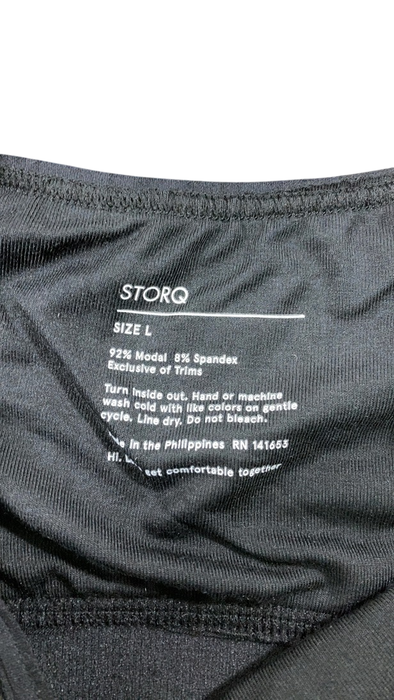 STORQ
SIZE L
92% Modal 8% Spandex
Exclusive of Trims
Turn inside out. Hand or machine
wash cold with like colors on gentle
cycle. Line dry. Do not bleach.
in the Philippines RN 141653
Hi. comfortable together